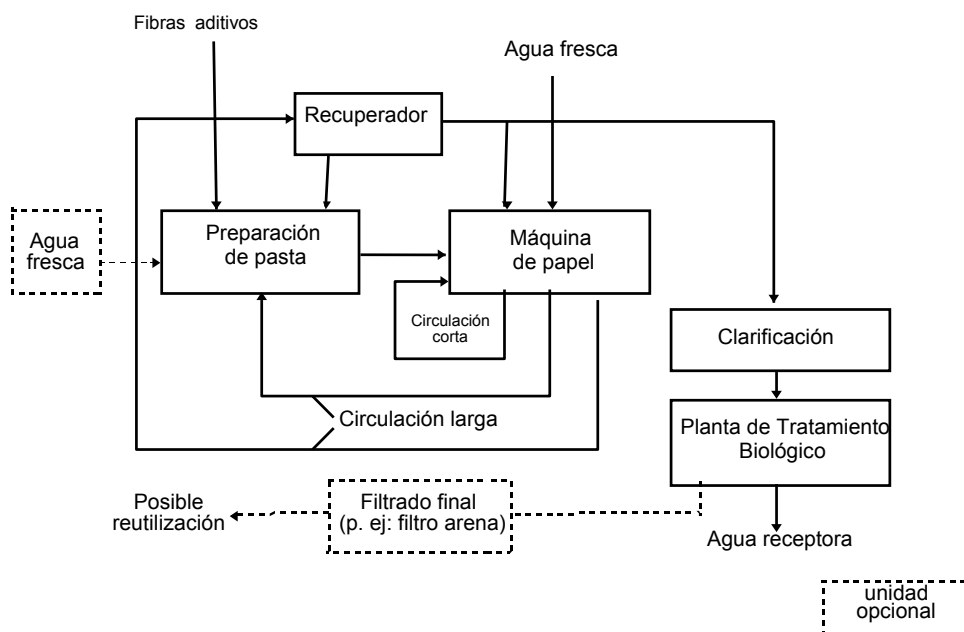 Fibras aditivos
Agua fresca
Recuperador
Agua
fresca
Preparación
de pasta
Máquina
de papel
Circulación
corta
Clarificación
Circulación larga
Planta de Tratamiento
Biológico
Posible
reutilización
Filtrado final
(p. ej: filtro arena)
Agua receptora
unidad
opcional